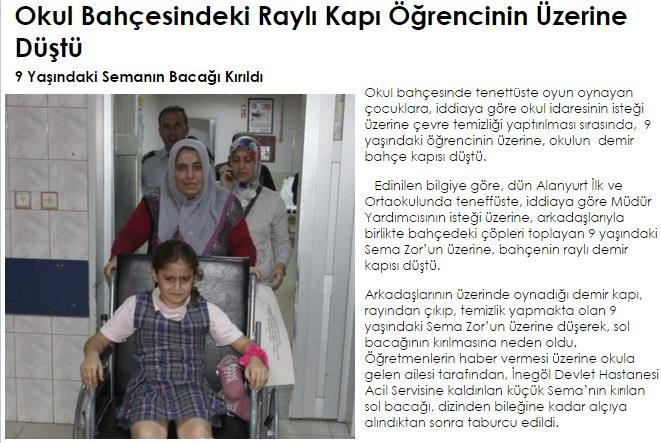 Okul Bahçesindeki Raylı Kapı Öğrencinin Üzerine
Düştü
9 Yaşındaki Semanın Bacağı Kırıldı
Okul bahçesinde tenettüste oyun oynayan
çocuklara, iddiaya göre okul idaresinin isteği
üzerine çevre temizliği yaptırılması sırasında, 9
yaşındaki öğrencinin üzerine, okulun demir
bahçe kapısı düştü.
Edinilen bilgiye göre, dün Alanyurt İlk ve
Ortaokulunda teneffüste, iddiaya göre Müdür
Yardımcısının isteği üzerine, arkadaşlarıyla
birlikte bahçedeki çöpleri toplayan 9 yaşındaki
Sema Zor'un üzerine, bahçenin raylı demir
kapısı düştü.
Arkadaşlarının üzerinde oynadığı demir kapı,
rayından çıkıp, temizlik yapmakta olan 9
yaşındaki Sema Zor'un üzerine düşerek, sol
bacağının kırılmasına neden oldu.
Öğretmenlerin haber vermesi üzerine okula
gelen ailesi tarafından, İnegöl Devlet Hastanesi
Acil Servisine kaldırılan küçük Sema'nın kırılan
sol bacağı, dizinden bileğine kadar alçıya
alındıktan sonra taburcu edildi.